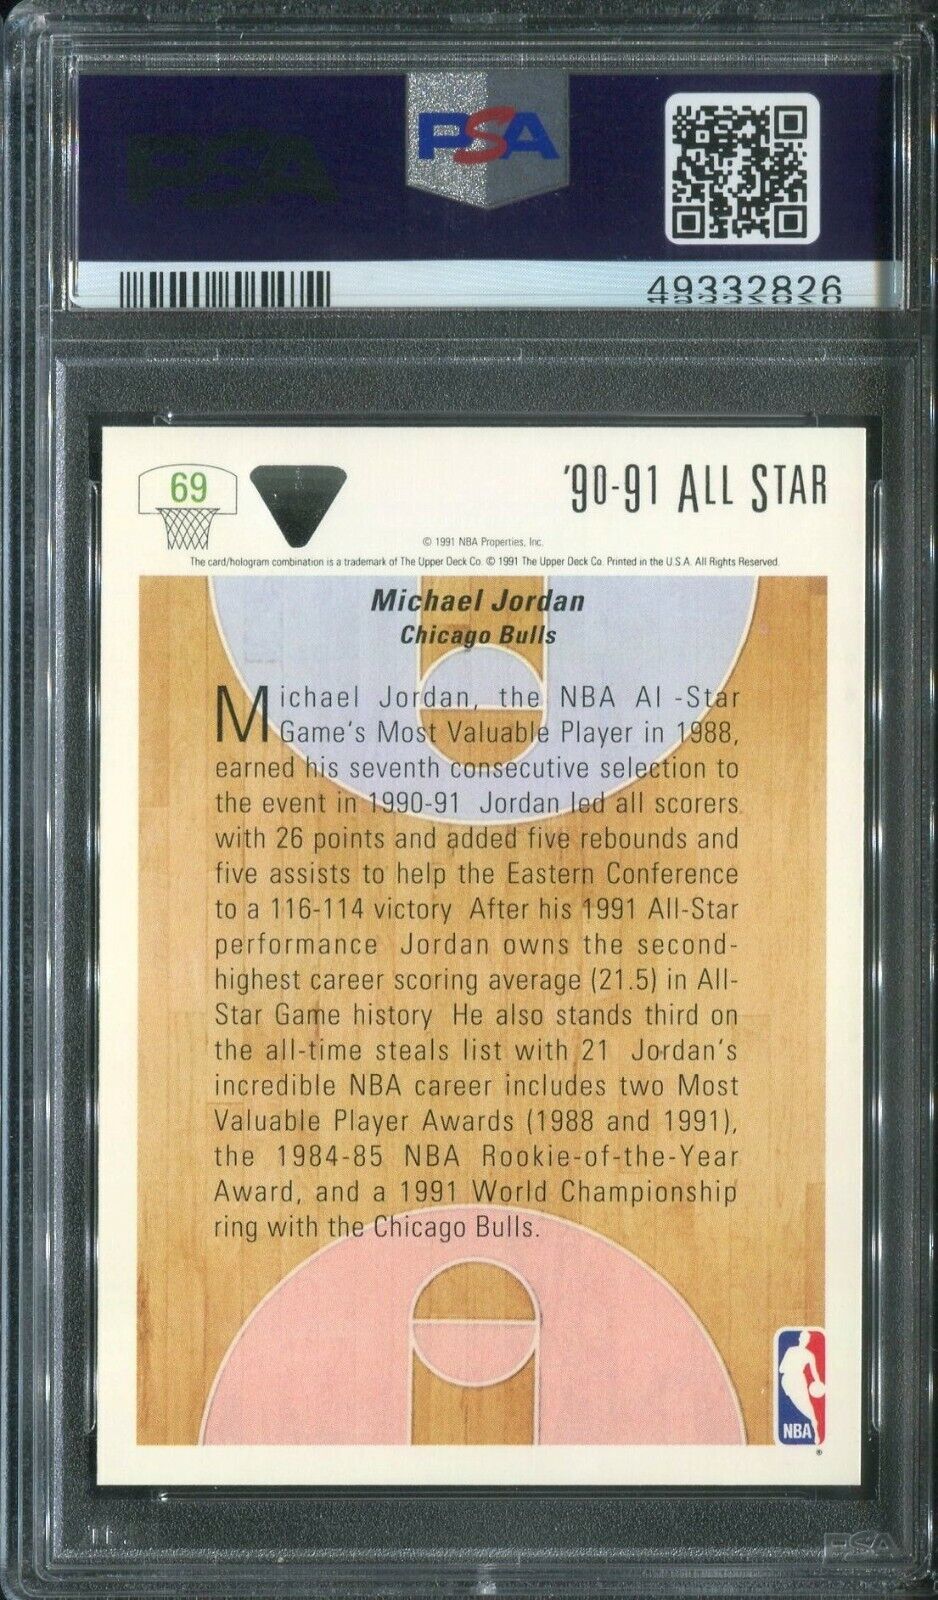 PSA
PSA
49332826
69
'90-91 ALL STAR
© 1991 NBA Properties, Inc.
The card/hologram combination is a trademark of The Upper Deck Co. © 1991 The Upper Deck Co. Printed in the U.S.A. All Rights Reserved.
Michael Jordan
Chicago Bulls
Michael Jordan, the NBA Al -Star
Game's Most Valuable Player in 1988,
earned his seventh consecutive selection to
the event in 1990-91 Jordan led all scorers
with 26 points and added five rebounds and
five assists to help the Eastern Conference
to a 116-114 victory After his 1991 All-Star
performance Jordan owns the second-
highest career scoring average (21.5) in All-
Star Game history He also stands third on
the all-time steals list with 21 Jordan's
incredible NBA career includes two Most
Valuable Player Awards (1988 and 1991),
the 1984-85 NBA Rookie-of-the-Year
Award, and a 1991 World Championship
ring with the Chicago Bulls.
NBA
®
PSA